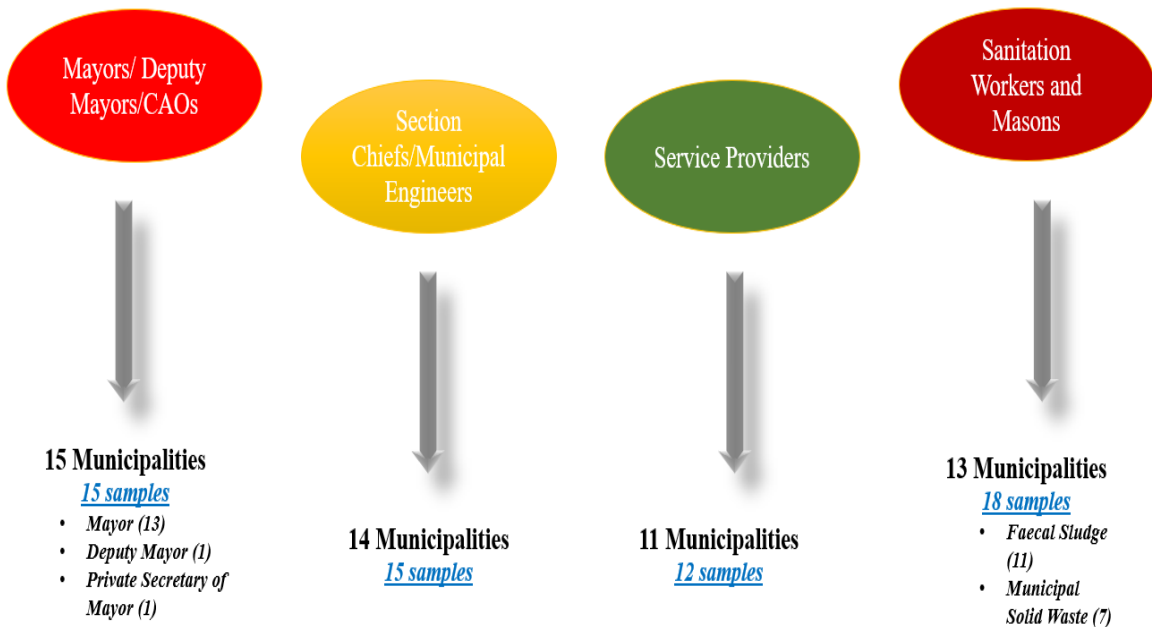 Mayors/ Deputy
Mayors/CAOs
15 Municipalities
15 samples
• Mayor (13)
• Deputy Mayor (1)
• Private Secretary of
Mayor (1)
Section
Chiefs/Municipal
Engineers
14 Municipalities
15 samples
Service Providers
11 Municipalities
12 samples
Sanitation
Workers and
Masons
13 Municipalities
18 samples
• Faecal Sludge
(11)
• Municipal
Solid Waste (7)